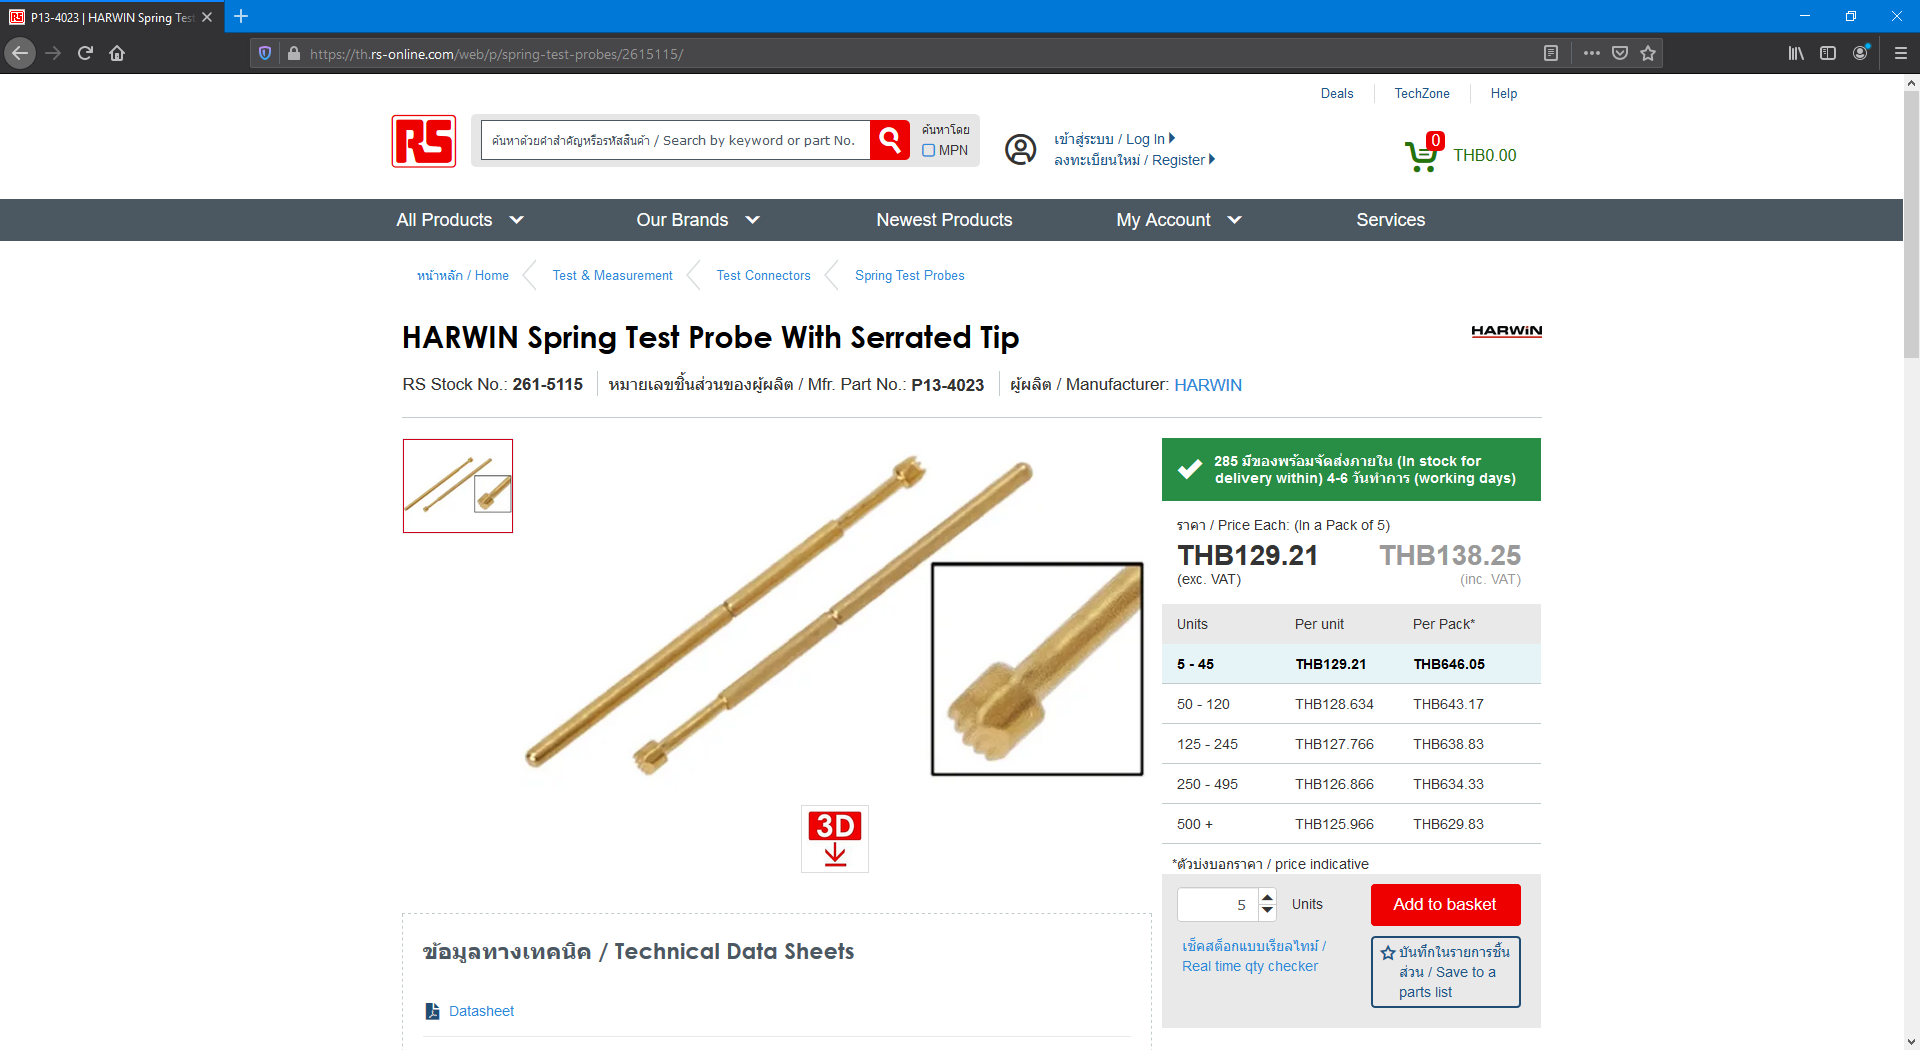 P13-4023 | HARWIN Spring Tes
https://th.rs-online.com/web/p/spring-test-probes/2615115/
Deals
TechZone
Help
RS
ค้นหาด้วยคำสำคัญหรือรหัสสินค้า / Search by keyword or part No.
ค้นหาโดย
MPN
เข้าสู่ระบบ / Log In
ลงทะเบียนใหม่ / Register
0
THB0.00
All Products
Our Brands
Newest Products
My Account
Services
หน้าหลัก / Home
Test & Measurement
Test Connectors
Spring Test Probes
HARWIN Spring Test Probe With Serrated Tip
HARWIN
RS Stock No.: 261-5115
หมายเลขชิ้นส่วนของผู้ผลิต / Mfr. Part No.: P13-4023
ผู้ผลิต / Manufacturer: HARWIN
285 มีของพร้อมจัดส่งภายใน (In stock for
delivery within) 4-6 วันทำการ (working days)
ราคา / Price Each: (In a Pack of 5)
THB129.21
THB138.25
(exc. VAT)
(inc. VAT)
Units Per unit Per Pack*
5 - 45 THB129.21 THB646.05
50 - 120 THB128.634 THB643.17
125 - 245 THB127.766 THB638.83
250 - 495 THB126.866 THB634.33
500 + THB125.966 THB629.83
*ตัวบ่งบอกราคา / price indicative
5
Units
Add to basket
เช็คสต็อกแบบเรียลไทม์ /
Real time qty checker
บันทึกในรายการชิ้น
ส่วน / Save to a
parts list
3D
ข้อมูลทางเทคนิค / Technical Data Sheets
Datasheet